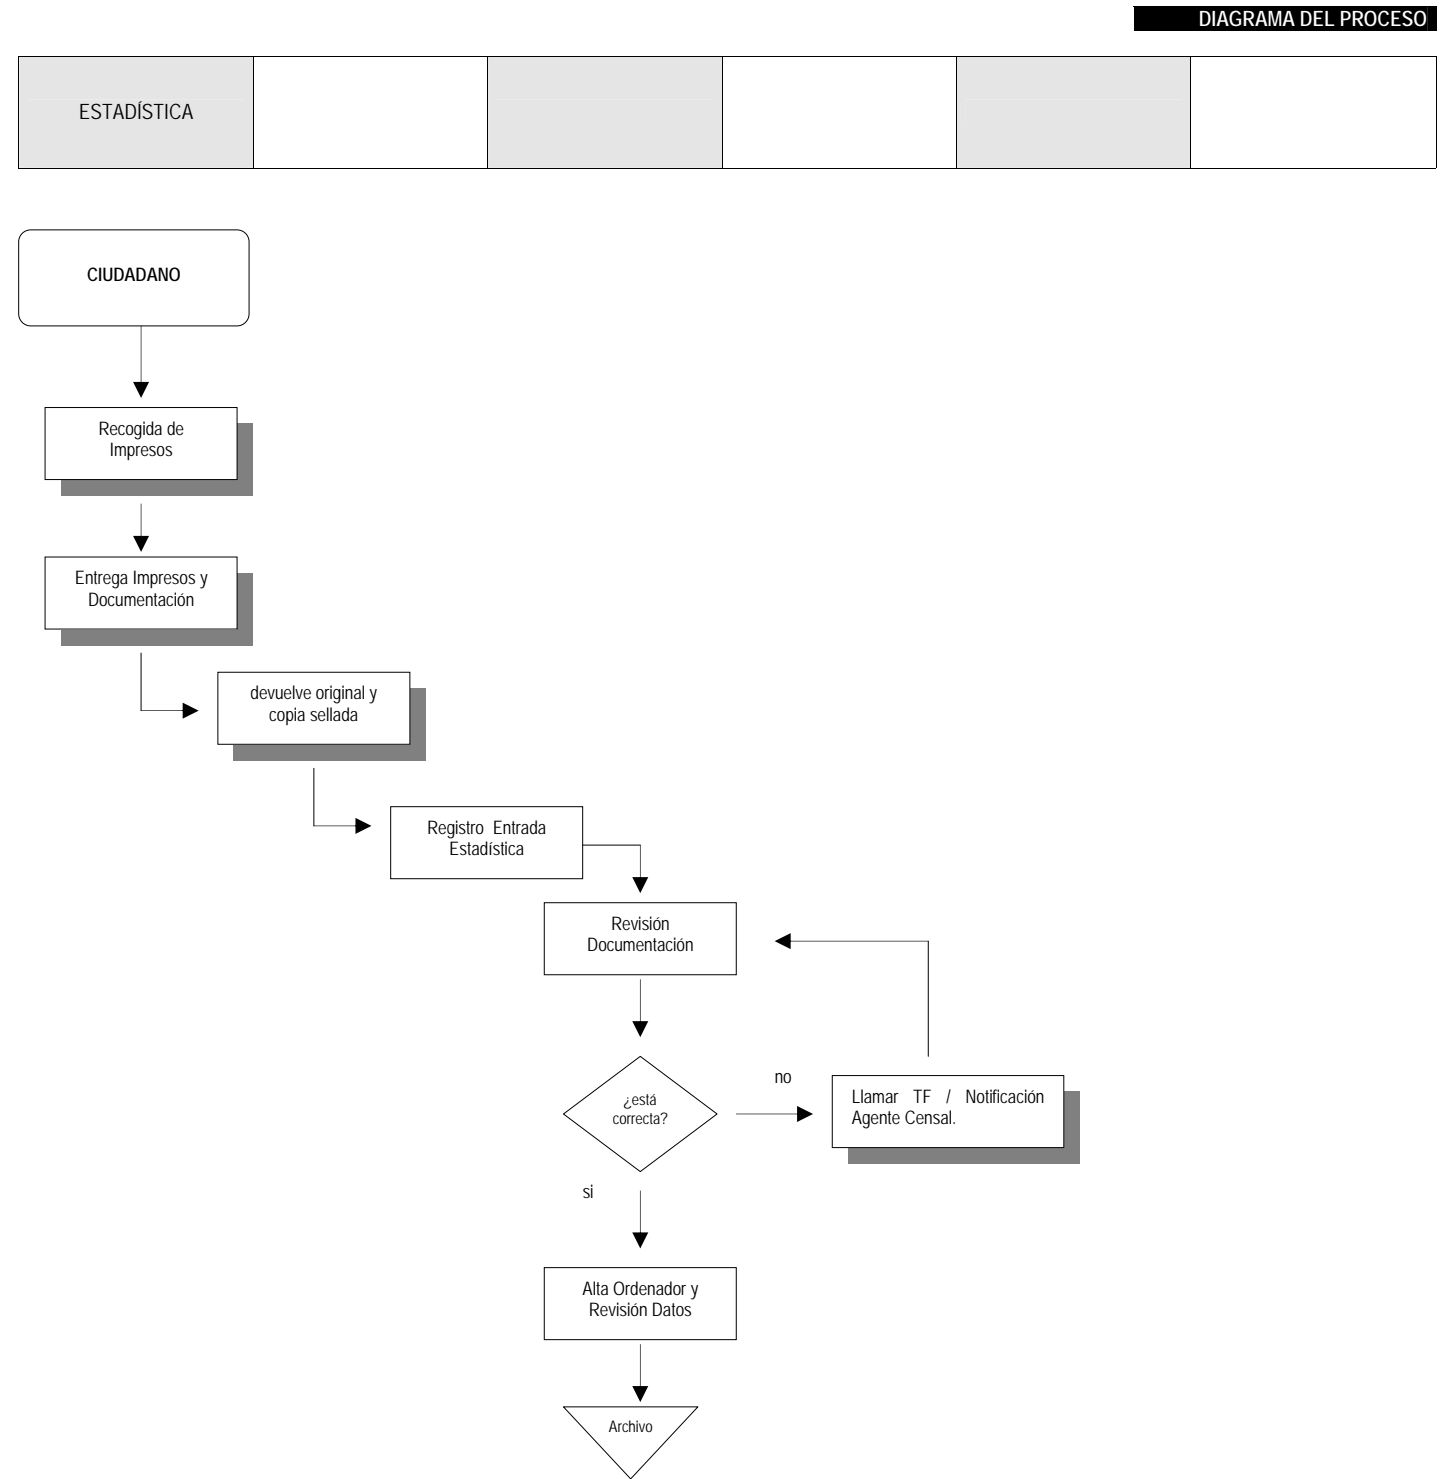 DIAGRAMA DEL PROCESO
ESTADÍSTICA
CIUDADANO
Recogida de
Impresos
Entrega Impresos y
Documentación
devuelve original y
copia sellada
Registro Entrada
Estadística
Revisión
Documentación
¿está
correcta?
no
Llamar TF / Notificación
Agente Censal.
si
Alta Ordenador y
Revisión Datos
Archivo